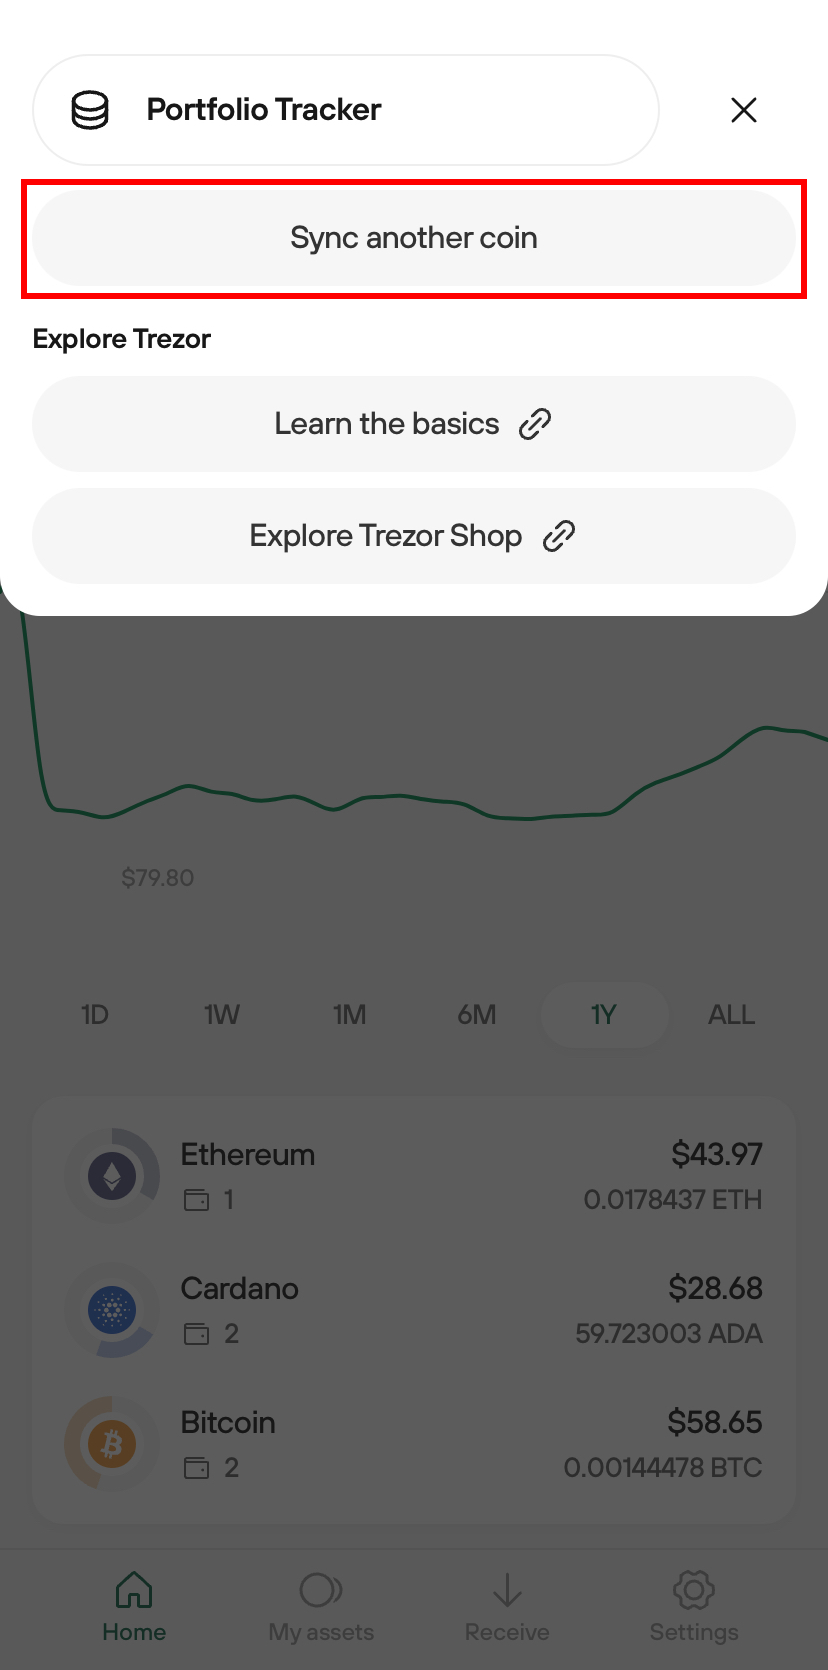 Portfolio Tracker
Sync another coin
Explore Trezor
Learn the basics
Explore Trezor Shop
$79.80
1D 1W 1M 6M 1Y ALL
Ethereum $43.97
1 0.0178437 ETH
Cardano $28.68
2 59.723003 ADA
Bitcoin $58.65
2 0.00144478 BTC
Home My assets Receive Settings